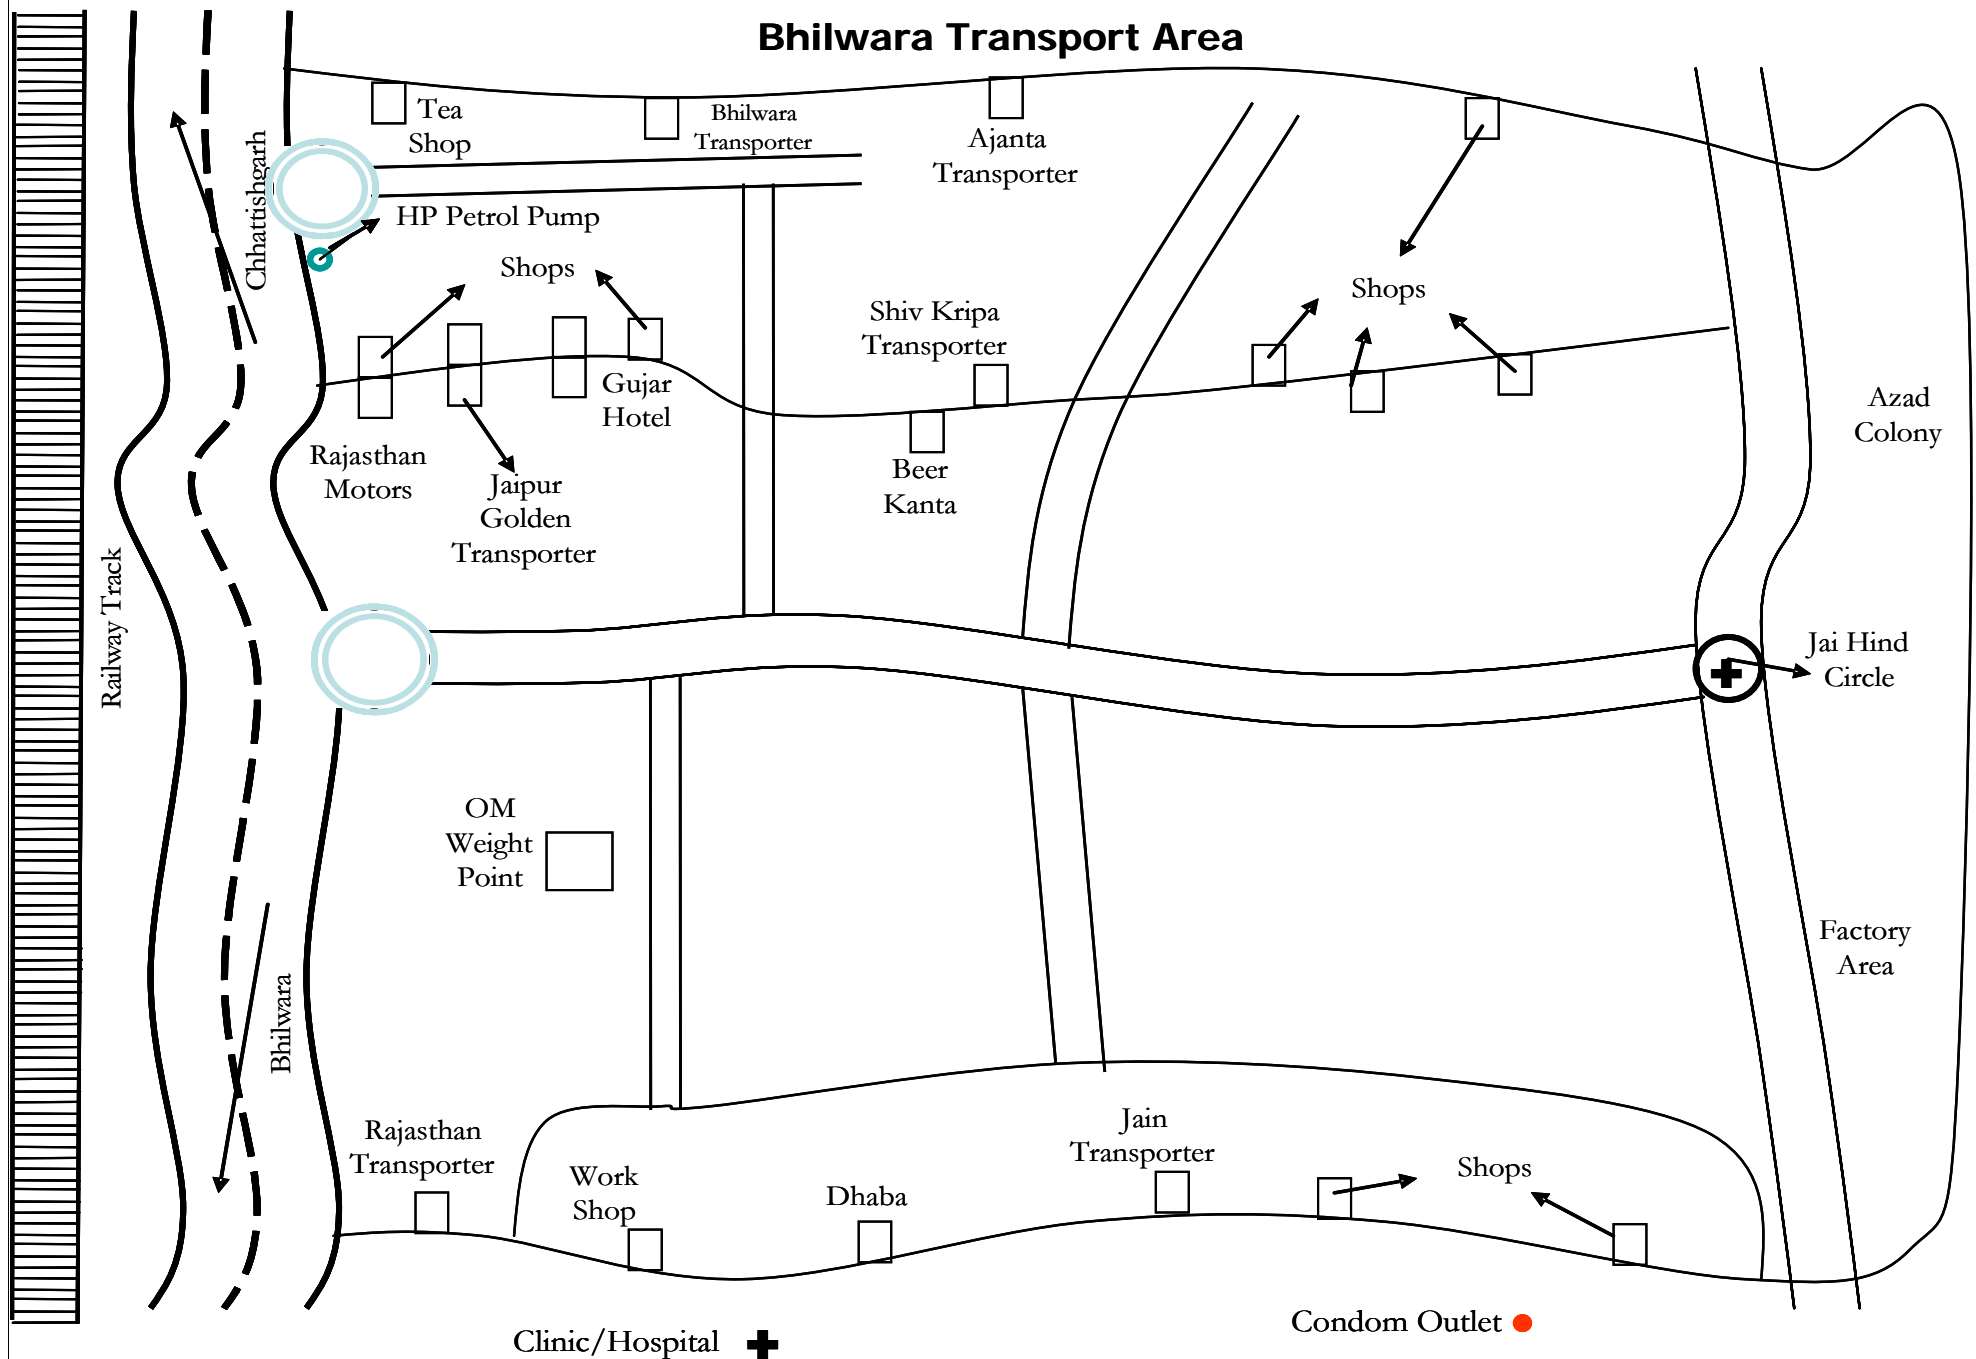 Bhilwara Transport Area
Tea
Shop
Bhilwara
Transporter
Ajanta
Transporter
Chhattishgarh
HP Petrol Pump
Shops
Shops
Shiv Kripa
Transporter
Gujar
Hotel
Azad
Colony
Rajasthan
Motors
Jaipur
Golden
Transporter
Beer
Kanta
Railway Track
Jai Hind
Circle
OM
Weight
Point
Factory
Area
Bhilwara
Rajasthan
Transporter
Work
Shop
Dhaba
Jain
Transporter
Shops
Clinic/Hospital
Condom Outlet